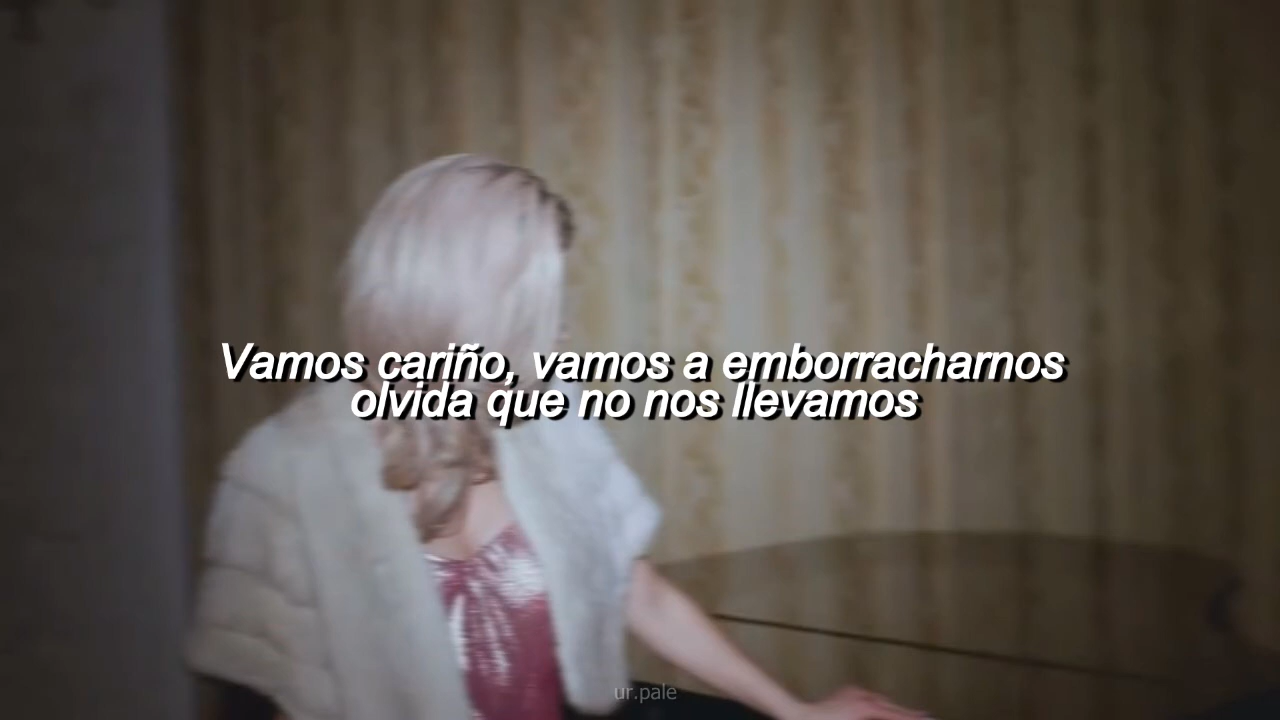 Vamos cariño, vamos a emborracharnos
olvida que no nos llevamos
ur.pale